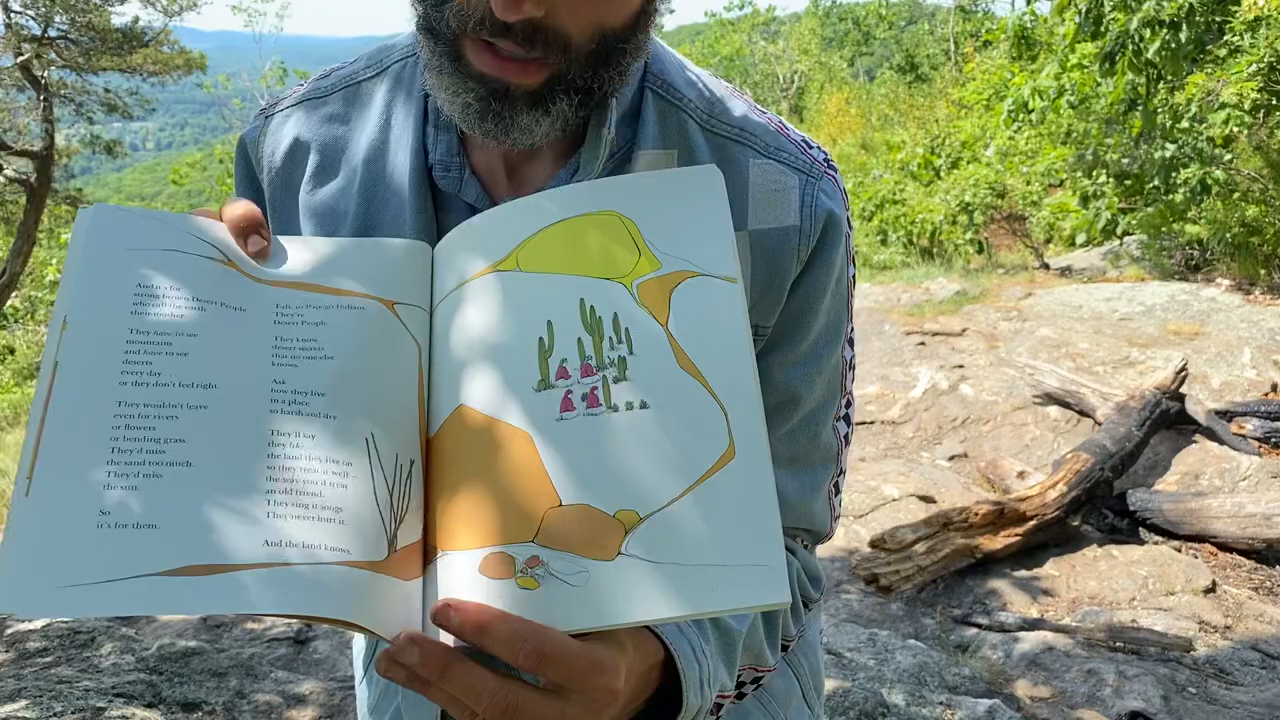 And it's for
strong brown Desert People
who call the earth
their mother.
They have to see
mountains
and have to see
deserts
every day . .
or they don't feel right.
They wouldn't leave
even for rivers
or flowers
or bending grass.
They'd miss
the sand too much.
They'd miss
the sun.
So
it's for them.
Talk to Papago Indians.
They're
Desert People.
They know
desert secrets
that no one else
knows.
Ask
how they live
in a place
so harsh and dry.
They'll say
they like
the land they live on
so they treat it well—
the way you'd treat
an old friend.
They sing it songs.
They never hurt it.
And the land knows.